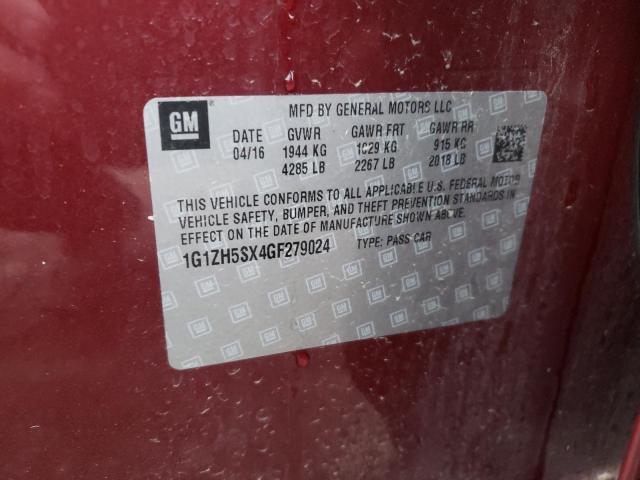 GM
MFD BY GENERAL MOTORS LLC
DATE GVWR GAWR FRT GAWR RR
04/16 1944 KG 1029 KG 915 KG
4285 LB 2267 LB 2018 LB
THIS VEHICLE CONFORMS TO ALL APPLICABLE U.S. FEDERAL MOTOR
VEHICLE SAFETY, BUMPER, AND THEFT PREVENTION STANDARDS IN
EFFECT ON THE DATE OF MANUFACTURE SHOWN ABOVE.
1G1ZH5SX4GF279024 TYPE: PASS CAR